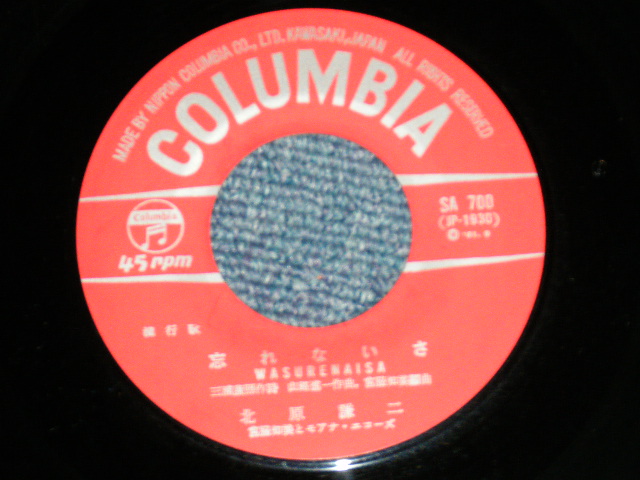 MADE BY NIPPON COLUMBIA CO., LTD. KAWASAKI, JAPAN ALL RIGHTS RESERVED
COLUMBIA
Columbia
45 rpm
SA 700
(JP-1930)
流行歌
忘れないさ
WASURENAISA
北原謙二